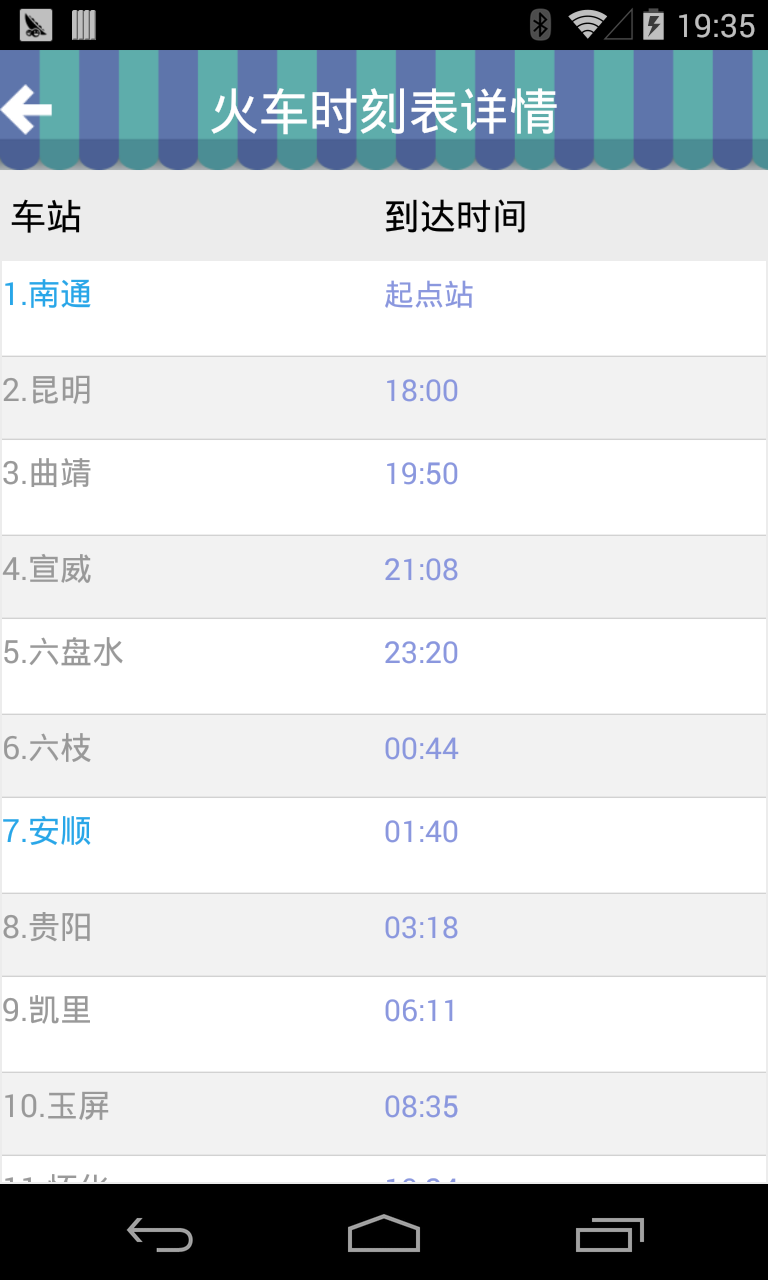 19:35
火车时刻表详情
车站 到达时间
1.南通 起点站
2.昆明 18:00
3.曲靖 19:50
4.宣威 21:08
5.六盘水 23:20
6.六枝 00:44
7.安顺 01:40
8.贵阳 03:18
9.凯里 06:11
10.玉屏 08:35